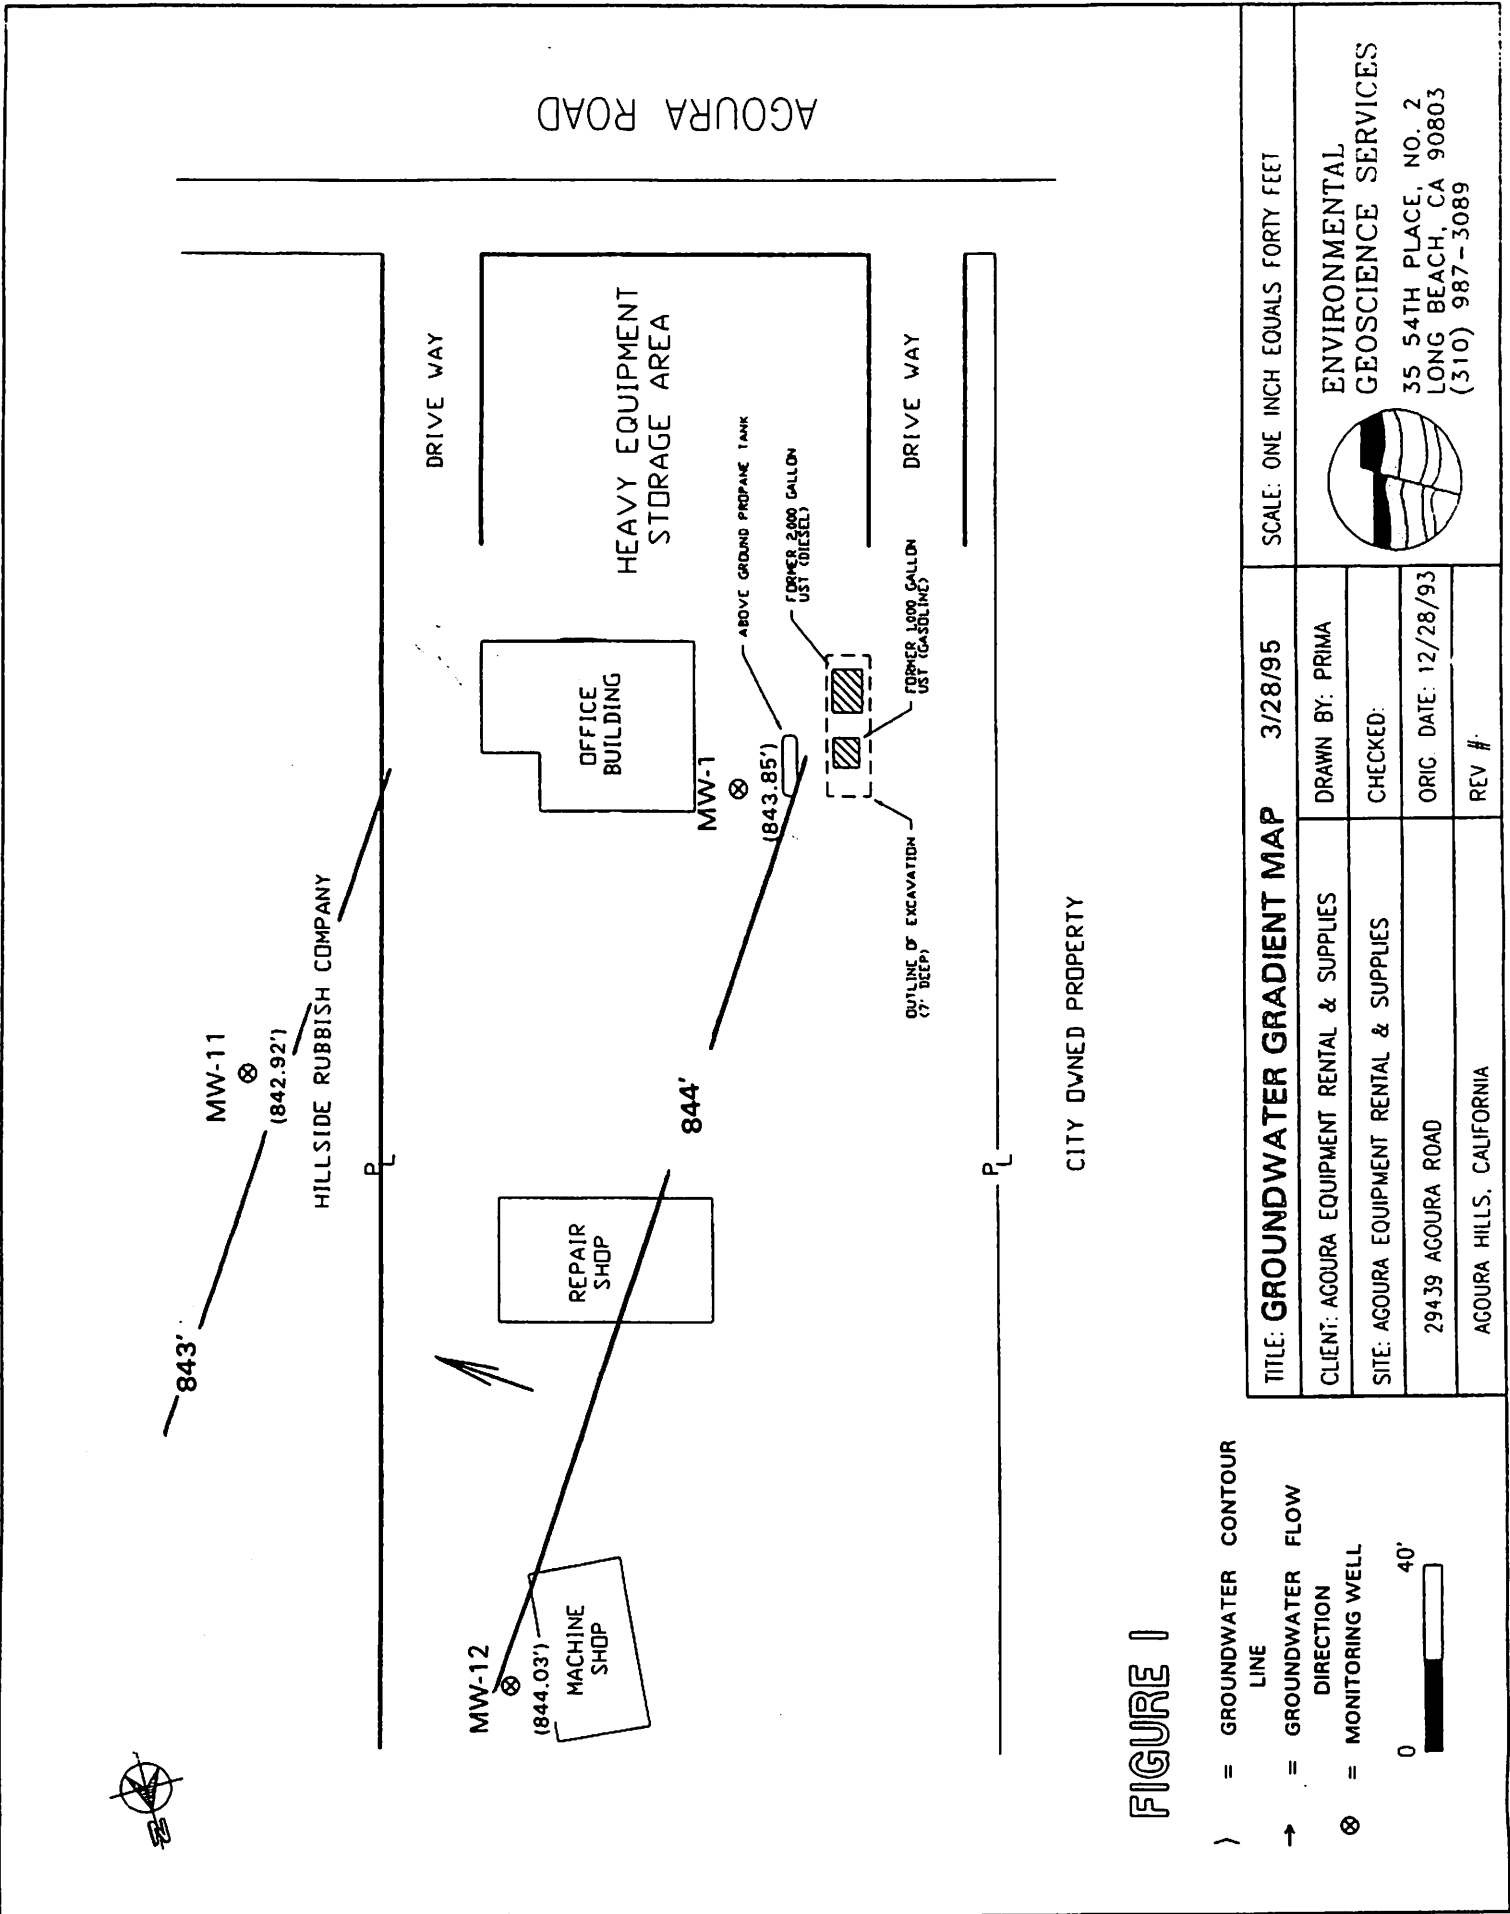 AGOURA ROAD
DRIVE WAY
HEAVY EQUIPMENT
STORAGE AREA
DRIVE WAY
ABOVE GROUND PROPANE TANK
FORMER 2,000 GALLON
UST (DIESEL)
FORMER 1,000 GALLON
UST (GASOLINE)
OFFICE
BUILDING
MW-1
(843.85')
OUTLINE OF EXCAVATION
(7' DEEP)
HILLSIDE RUBBISH COMPANY
MW-11
(842.92')
843'
844'
PL
PL
CITY OWNED PROPERTY
REPAIR
SHOP
MW-12
(844.03')
MACHINE
SHOP
N
FIGURE 1
= GROUNDWATER CONTOUR
LINE
= GROUNDWATER FLOW
DIRECTION
= MONITORING WELL
0 40'
TITLE: GROUNDWATER GRADIENT MAP 3/28/95
SCALE: ONE INCH EQUALS FORTY FEET
CLIENT: AGOURA EQUIPMENT RENTAL & SUPPLIES
DRAWN BY: PRIMA
SITE: AGOURA EQUIPMENT RENTAL & SUPPLIES
CHECKED:
29439 AGOURA ROAD
ORIG. DATE: 12/28/93
AGOURA HILLS, CALIFORNIA
REV #:
ENVIRONMENTAL
GEOSCIENCE SERVICES
35 54TH PLACE, NO. 2
LONG BEACH, CA 90803
(310) 987-3089